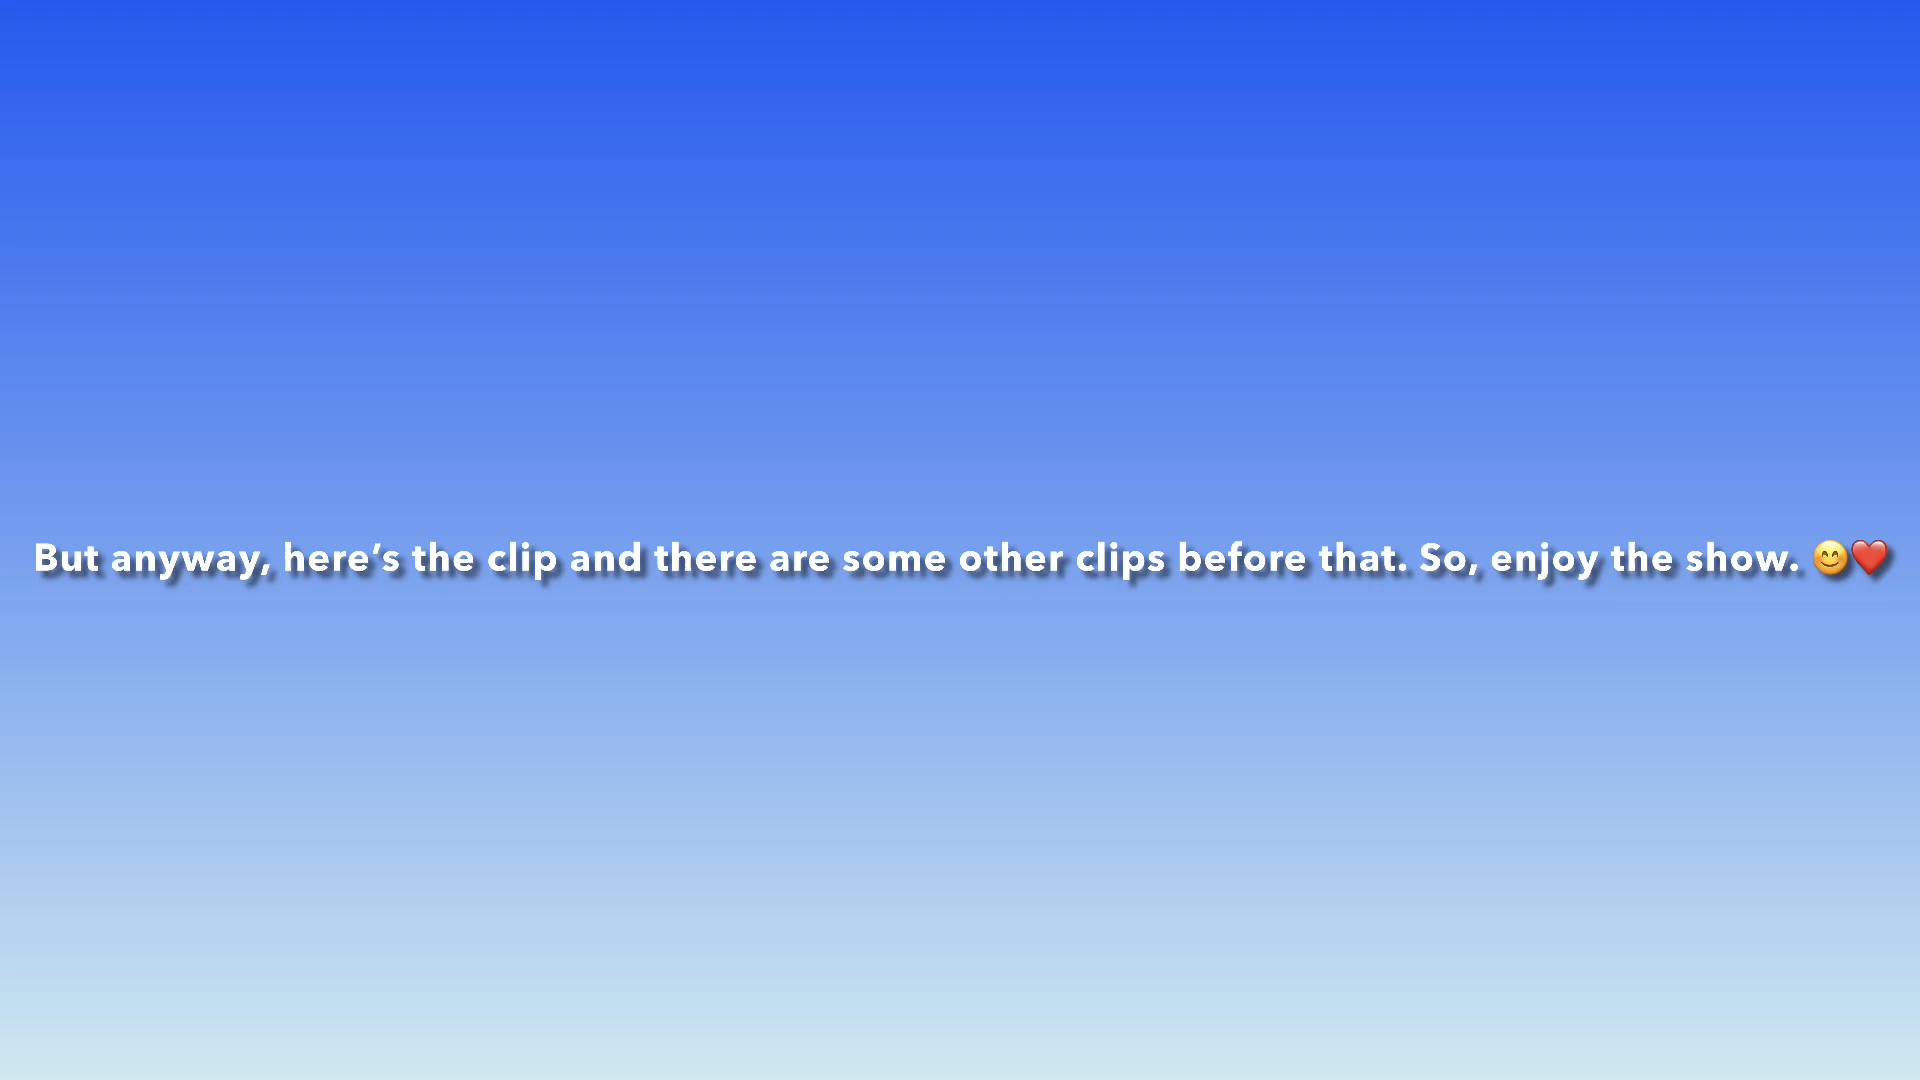 But anyway, here’s the clip and there are some other clips before that. So, enjoy the show. 😊❤️